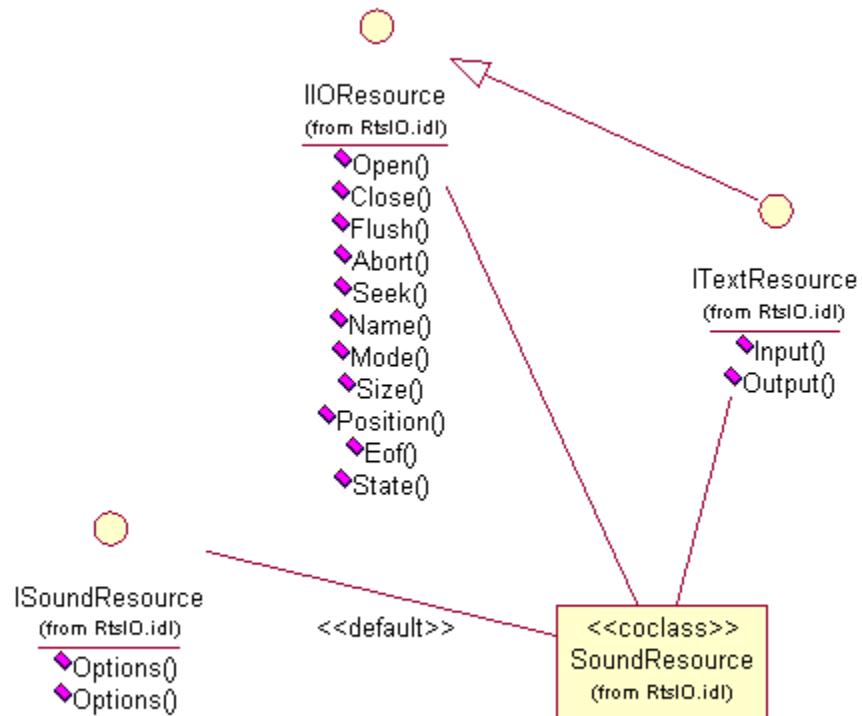 IIOResource
(from RtsIO.idl)
Open()
Close()
Flush()
Abort()
Seek()
Name()
Mode()
Size()
Position()
Eof()
State()
ITextResource
(from RtsIO.idl)
Input()
Output()
ISoundResource
(from RtsIO.idl)
Options()
Options()
<<default>>
<<coclass>>
SoundResource
(from RtsIO.idl)